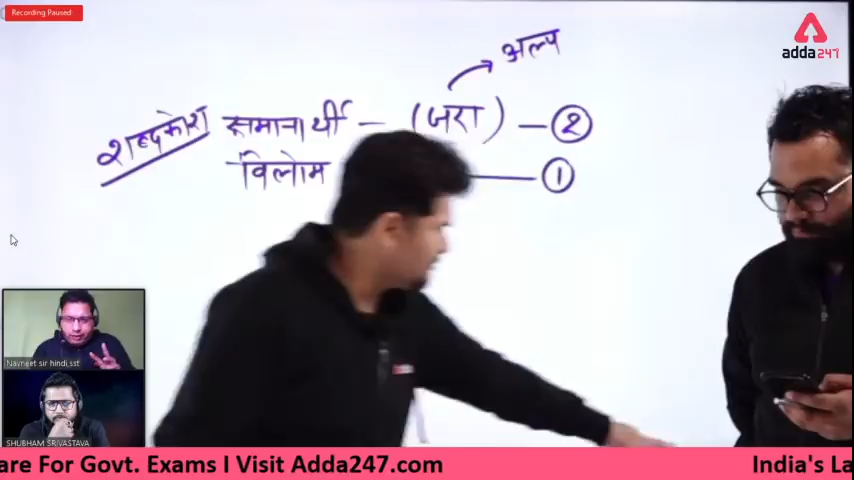 Recording Paused
adda247
अल्प
शब्दकोश समानार्थी – (जरा) – 2
विलोम — 1
Navneet sir hindi,sst
SHUBHAM SRIVASTAVA
are For Govt. Exams I Visit Adda247.com
India's La